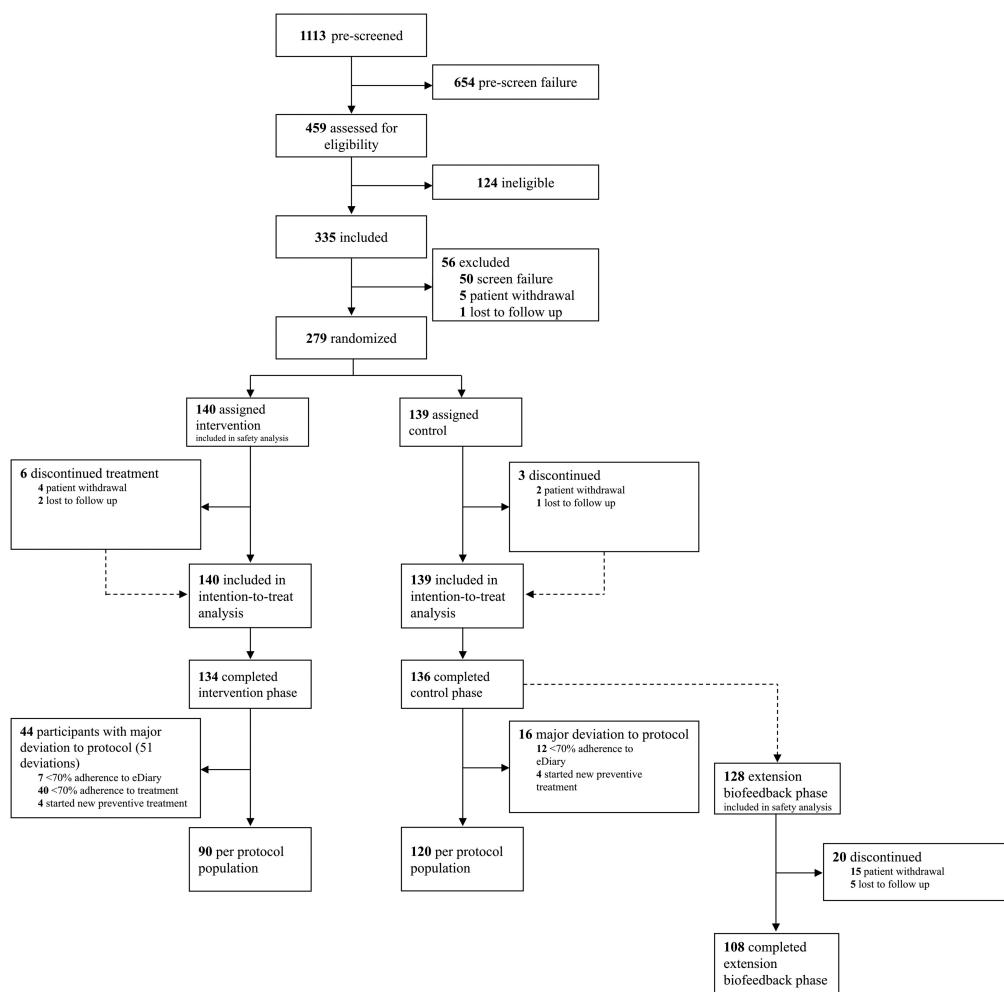 1113 pre-screened
654 pre-screen failure
459 assessed for
eligibility
124 ineligible
335 included
56 excluded
50 screen failure
5 patient withdrawal
1 lost to follow up
279 randomized
140 assigned
intervention
included in safety analysis
139 assigned
control
6 discontinued treatment
4 patient withdrawal
2 lost to follow up
3 discontinued
2 patient withdrawal
1 lost to follow up
140 included in
intention-to-treat
analysis
139 included in
intention-to-treat
analysis
134 completed
intervention phase
136 completed
control phase
44 participants with major
deviation to protocol (51
deviations)
7 <70% adherence to eDiary
40 <70% adherence to treatment
4 started new preventive treatment
16 major deviation to protocol
12 <70% adherence to
eDiary
4 started new preventive
treatment
128 extension
biofeedback phase
included in safety analysis
90 per protocol
population
120 per protocol
population
20 discontinued
15 patient withdrawal
5 lost to follow up
108 completed
extension
biofeedback phase